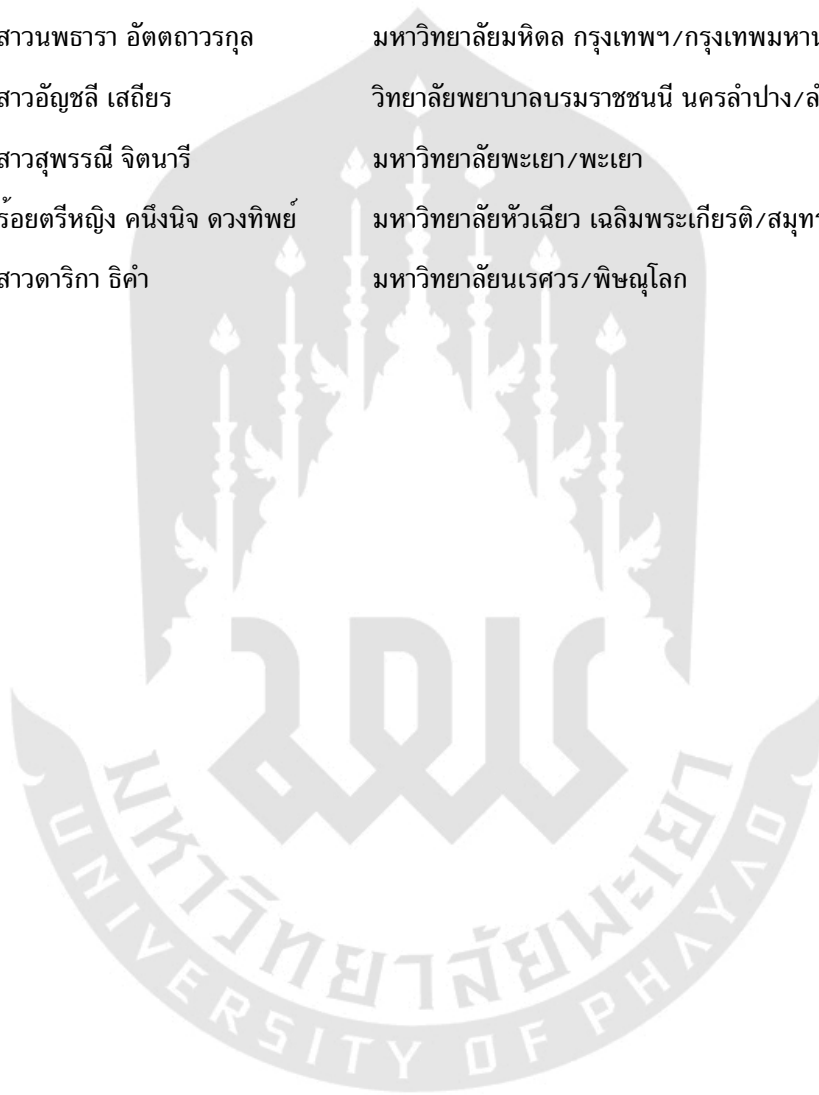 สาวนพธารา อัตตถาวรกุล มหาวิทยาลัยมหิดล กรุงเทพฯ/กรุงเทพมหาน
สาวอัญชลี เสถียร วิทยาลัยพยาบาลบรมราชชนนี นครลำปาง/ลำ
สาวสุพรรณี จิตนารี มหาวิทยาลัยพะเยา/พะเยา
ร้อยตรีหญิง คนึงนิจ ดวงทิพย์ มหาวิทยาลัยหัวเฉียว เฉลิมพระเกียรติ/สมุทร
สาวดาริกา ธิคำ มหาวิทยาลัยนเรศวร/พิษณุโลก
มพย
มหาวิทยาลัยพะเยา
UNIVERSITY OF PHAYAO